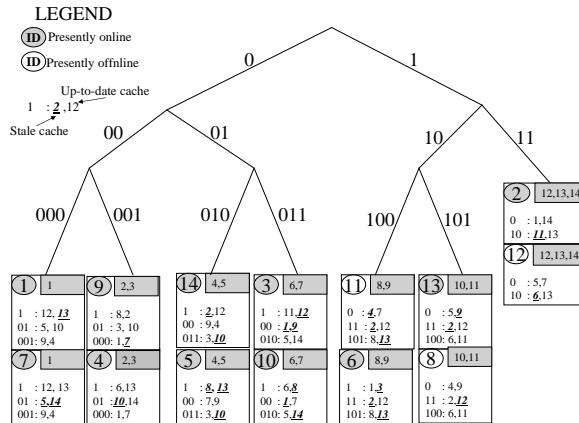 LEGEND
ID Presently online
ID Presently offnline
Up-to-date cache
1 : 2 ,12
Stale cache
0
1
00
01
10
11
000
001
010
011
100
101
2 12,13,14
0 : 1,14
10 : 11,13
12 12,13,14
0 : 5,7
10 : 6,13
1 1
1 : 12, 13
01 : 5, 10
001: 9,4
9 2,3
1 : 8,2
01 : 3, 10
000: 1,7
14 4,5
1 : 2,12
00 : 9,4
011: 3,10
3 6,7
1 : 11,12
00 : 1,9
010: 5,14
11 8,9
0 : 4,7
11 : 2,12
101: 8,13
13 10,11
0 : 5,9
11 : 2,12
100: 6,11
7 1
1 : 12, 13
01 : 5,14
001: 9,4
4 2,3
1 : 6,13
01 : 10,14
000: 1,7
5 4,5
1 : 8, 13
00 : 7,9
011: 3,10
10 6,7
1 : 6,8
00 : 1,7
010: 5,14
6 8,9
1 : 1,3
11 : 2,12
101: 8,13
8 10,11
0 : 4,9
11 : 2,12
100: 6,11